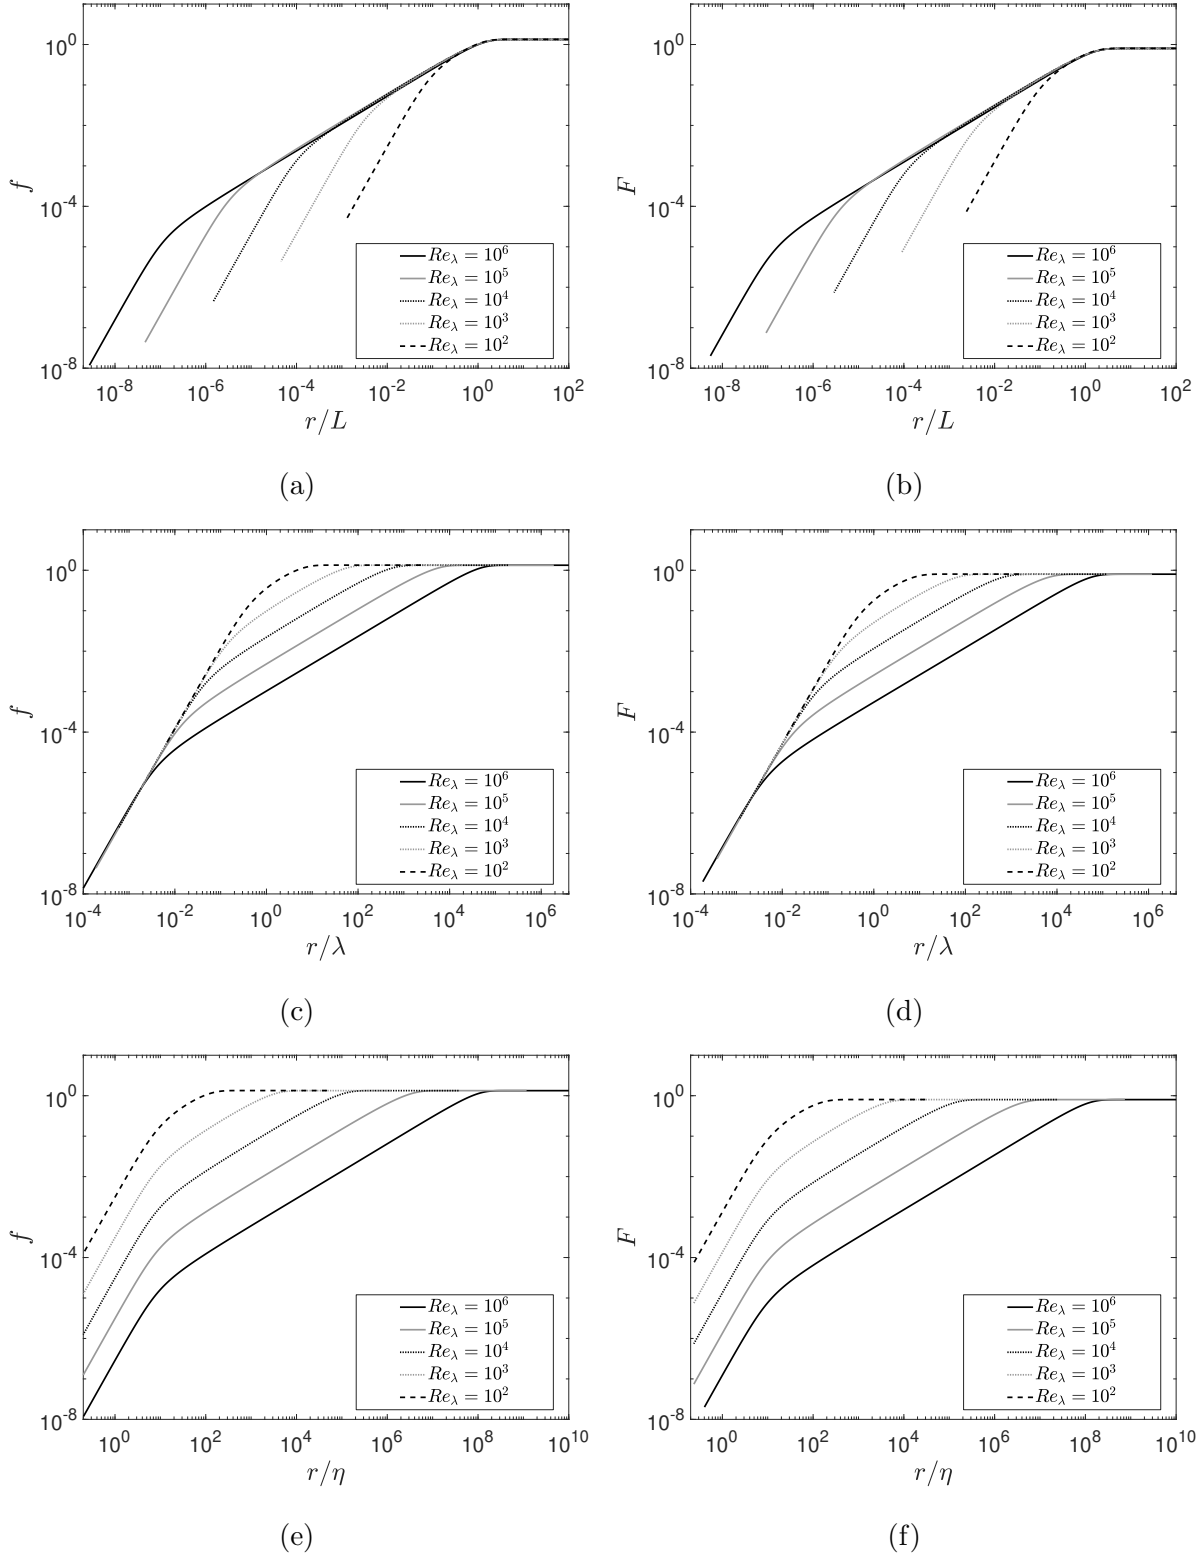 10^0
10^-4
10^-8
f
10^-8 10^-6 10^-4 10^-2 10^0 10^2
r/L
Re_λ = 10^6
Re_λ = 10^5
Re_λ = 10^4
Re_λ = 10^3
Re_λ = 10^2
(a)
10^0
10^-4
10^-8
F
10^-8 10^-6 10^-4 10^-2 10^0 10^2
r/L
Re_λ = 10^6
Re_λ = 10^5
Re_λ = 10^4
Re_λ = 10^3
Re_λ = 10^2
(b)
10^0
10^-4
10^-8
f
10^-4 10^-2 10^0 10^2 10^4 10^6
r/λ
Re_λ = 10^6
Re_λ = 10^5
Re_λ = 10^4
Re_λ = 10^3
Re_λ = 10^2
(c)
10^0
10^-4
10^-8
F
10^-4 10^-2 10^0 10^2 10^4 10^6
r/λ
Re_λ = 10^6
Re_λ = 10^5
Re_λ = 10^4
Re_λ = 10^3
Re_λ = 10^2
(d)
10^0
10^-4
10^-8
f
10^0 10^2 10^4 10^6 10^8 10^10
r/η
Re_λ = 10^6
Re_λ = 10^5
Re_λ = 10^4
Re_λ = 10^3
Re_λ = 10^2
(e)
10^0
10^-4
10^-8
F
10^0 10^2 10^4 10^6 10^8 10^10
r/η
Re_λ = 10^6
Re_λ = 10^5
Re_λ = 10^4
Re_λ = 10^3
Re_λ = 10^2
(f)